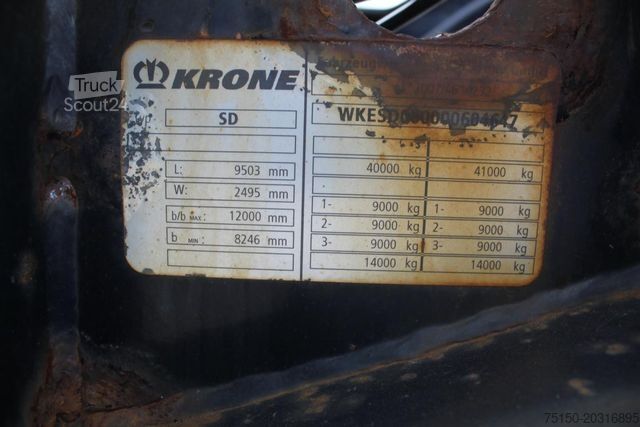 Truck
Scout24
KRONE
SD
L: 9503 mm
W: 2495 mm
b/b MAX: 12000 mm
b MIN: 8246 mm
40000 kg 41000 kg
1- 9000 kg 1- 9000 kg
2- 9000 kg 2- 9000 kg
3- 9000 kg 3- 9000 kg
14000 kg 14000 kg
75150-20316895